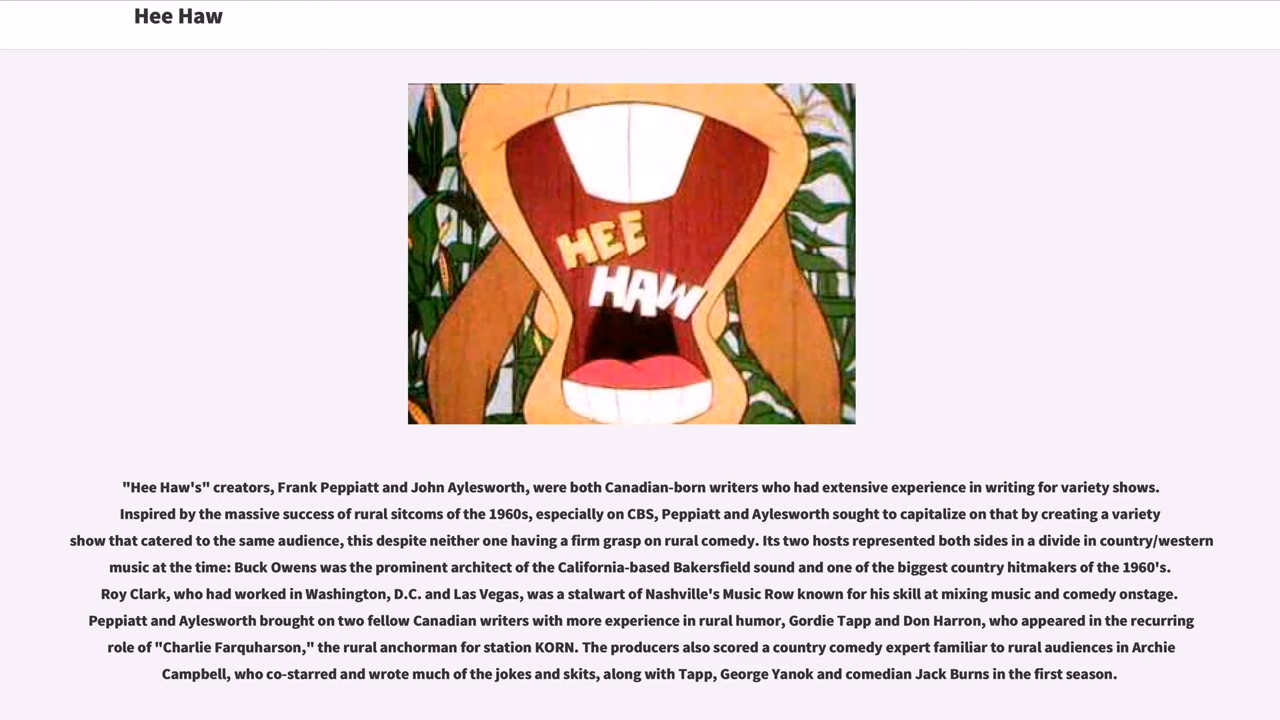 Hee Haw
HEE
HAW
"Hee Haw's" creators, Frank Peppiatt and John Aylesworth, were both Canadian-born writers who had extensive experience in writing for variety shows.
Inspired by the massive success of rural sitcoms of the 1960s, especially on CBS, Peppiatt and Aylesworth sought to capitalize on that by creating a variety
show that catered to the same audience, this despite neither one having a firm grasp on rural comedy. Its two hosts represented both sides in a divide in country/western
music at the time: Buck Owens was the prominent architect of the California-based Bakersfield sound and one of the biggest country hitmakers of the 1960's.
Roy Clark, who had worked in Washington, D.C. and Las Vegas, was a stalwart of Nashville's Music Row known for his skill at mixing music and comedy onstage.
Peppiatt and Aylesworth brought on two fellow Canadian writers with more experience in rural humor, Gordie Tapp and Don Harron, who appeared in the recurring
role of "Charlie Farquharson," the rural anchorman for station KORN. The producers also scored a country comedy expert familiar to rural audiences in Archie
Campbell, who co-starred and wrote much of the jokes and skits, along with Tapp, George Yanok and comedian Jack Burns in the first season.